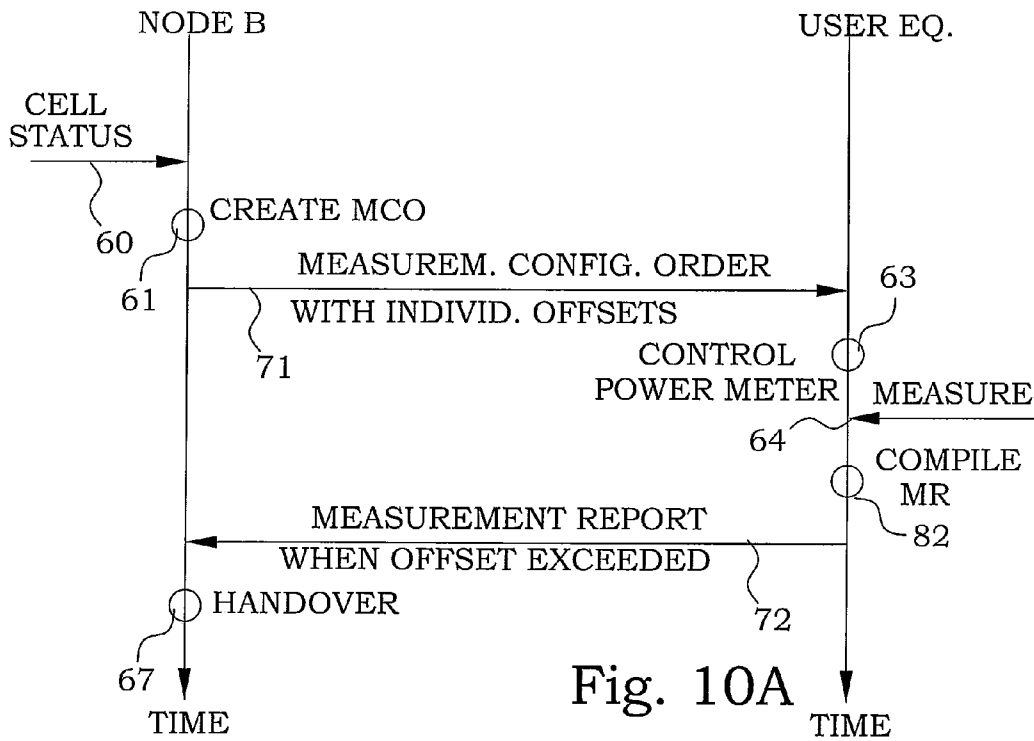 NODE B
USER EQ.
CELL
STATUS
60
CREATE MCO
61
MEASUREM. CONFIG. ORDER
WITH INDIVID. OFFSETS
71
63
CONTROL
POWER METER
MEASURE
64
COMPILE
MR
82
MEASUREMENT REPORT
WHEN OFFSET EXCEEDED
72
HANDOVER
67
Fig. 10A
TIME
TIME